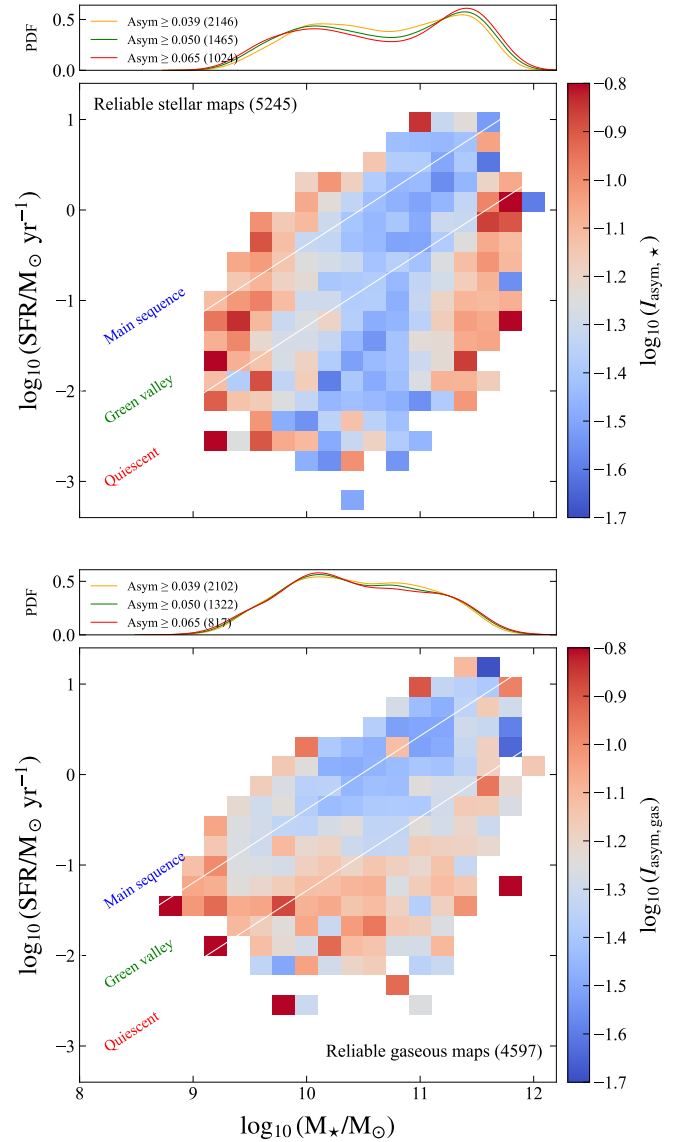 0.5
0.0
PDF
Asym ≥ 0.039 (2146)
Asym ≥ 0.050 (1465)
Asym ≥ 0.065 (1024)
Reliable stellar maps (5245)
1
0
−1
−2
−3
log₁₀(SFR/M⊙ yr⁻¹)
Main sequence
Green valley
Quiescent
−0.8
−0.9
−1.0
−1.1
−1.2
−1.3
−1.4
−1.5
−1.6
−1.7
log₁₀(I_asym,⋆)
0.5
0.0
PDF
Asym ≥ 0.039 (2102)
Asym ≥ 0.050 (1322)
Asym ≥ 0.065 (817)
1
0
−1
−2
−3
log₁₀(SFR/M⊙ yr⁻¹)
Main sequence
Green valley
Quiescent
Reliable gaseous maps (4597)
−0.8
−0.9
−1.0
−1.1
−1.2
−1.3
−1.4
−1.5
−1.6
−1.7
log₁₀(I_asym,gas)
8 9 10 11 12
log₁₀(M⋆/M⊙)